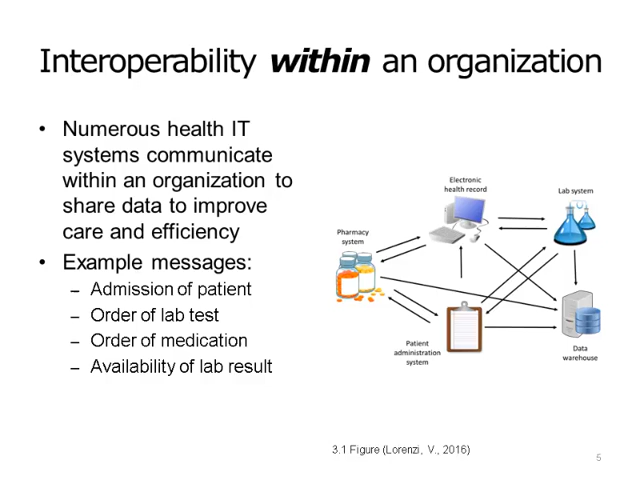 Interoperability within an organization
• Numerous health IT
systems communicate
within an organization to
share data to improve
care and efficiency
• Example messages:
– Admission of patient
– Order of lab test
– Order of medication
– Availability of lab result
Electronic
health record
Lab system
Pharmacy
system
Patient
administration
system
Data
warehouse
3.1 Figure (Lorenzi, V., 2016)
5